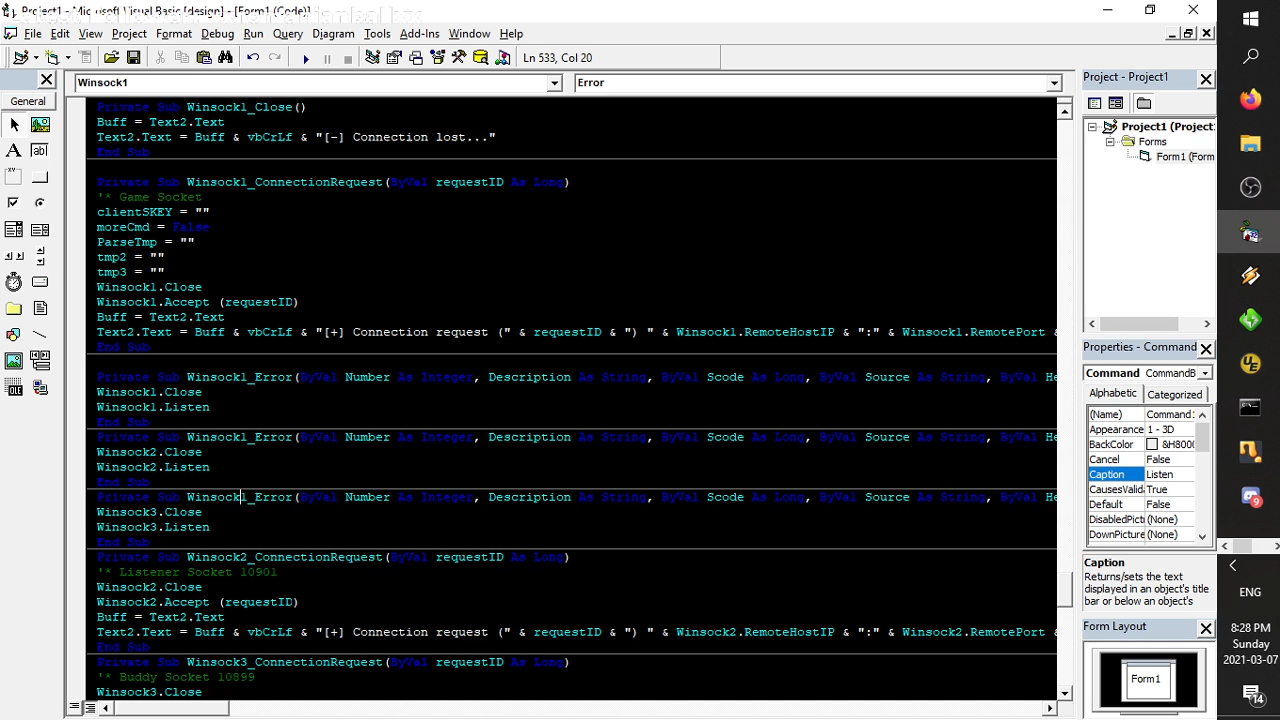 Project1 - Microsoft Visual Basic [design] - [Form1 (Code)]
File Edit View Project Format Debug Run Query Diagram Tools Add-Ins Window Help
Ln 533, Col 20
General
Winsock1
Error
Private Sub Winsock1_Close()
Buff = Text2.Text
Text2.Text = Buff & vbCrLf & "[-] Connection lost..."
End Sub
Private Sub Winsock1_ConnectionRequest(ByVal requestID As Long)
'* Game Socket
clientSKEY = ""
moreCmd = False
ParseTmp = ""
tmp2 = ""
tmp3 = ""
Winsock1.Close
Winsock1.Accept (requestID)
Buff = Text2.Text
Text2.Text = Buff & vbCrLf & "[+] Connection request (" & requestID & ") " & Winsock1.RemoteHostIP & ":" & Winsock1.RemotePort &
End Sub
Private Sub Winsock1_Error(ByVal Number As Integer, Description As String, ByVal Scode As Long, ByVal Source As String, ByVal He
Winsock1.Close
Winsock1.Listen
End Sub
Private Sub Winsock1_Error(ByVal Number As Integer, Description As String, ByVal Scode As Long, ByVal Source As String, ByVal He
Winsock2.Close
Winsock2.Listen
End Sub
Private Sub Winsock1_Error(ByVal Number As Integer, Description As String, ByVal Scode As Long, ByVal Source As String, ByVal He
Winsock3.Close
Winsock3.Listen
End Sub
Private Sub Winsock2_ConnectionRequest(ByVal requestID As Long)
'* Listener Socket 10901
Winsock2.Close
Winsock2.Accept (requestID)
Buff = Text2.Text
Text2.Text = Buff & vbCrLf & "[+] Connection request (" & requestID & ") " & Winsock2.RemoteHostIP & ":" & Winsock2.RemotePort &
End Sub
Private Sub Winsock3_ConnectionRequest(ByVal requestID As Long)
'* Buddy Socket 10899
Winsock3.Close
Project - Project1
Project1 (Project:
Forms
Form1 (Form
Properties - Command
Command CommandB
Alphabetic Categorized
(Name) Command:
Appearance 1 - 3D
BackColor &H8000
Cancel False
Caption Listen
CausesValid True
Default False
DisabledPict (None)
DownPicture (None)
Caption
Returns/sets the text
displayed in an object's title
bar or below an object's
Form Layout
Form1
9
ENG
8:28 PM
Sunday
2021-03-07
14